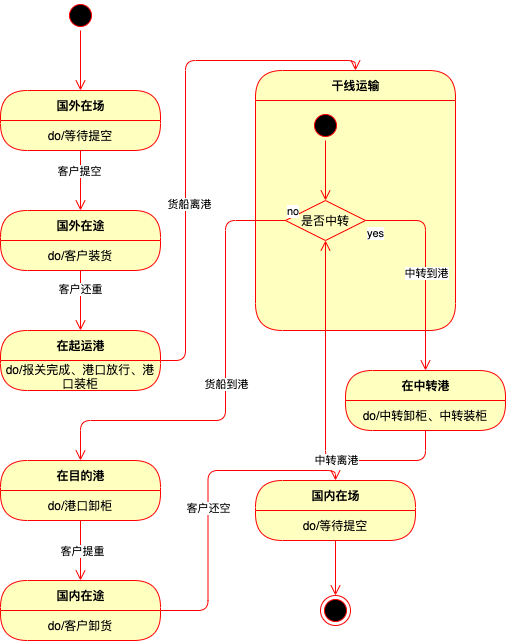 国外在场
do/等待提空
客户提空
国外在途
do/客户装货
客户还重
在起运港
do/报关完成、港口放行、港
口装柜
货船离港
干线运输
是否中转
no
yes
中转到港
货船到港
在中转港
do/中转卸柜、中转装柜
中转离港
在目的港
do/港口卸柜
客户提重
国内在途
do/客户卸货
客户还空
国内在场
do/等待提空